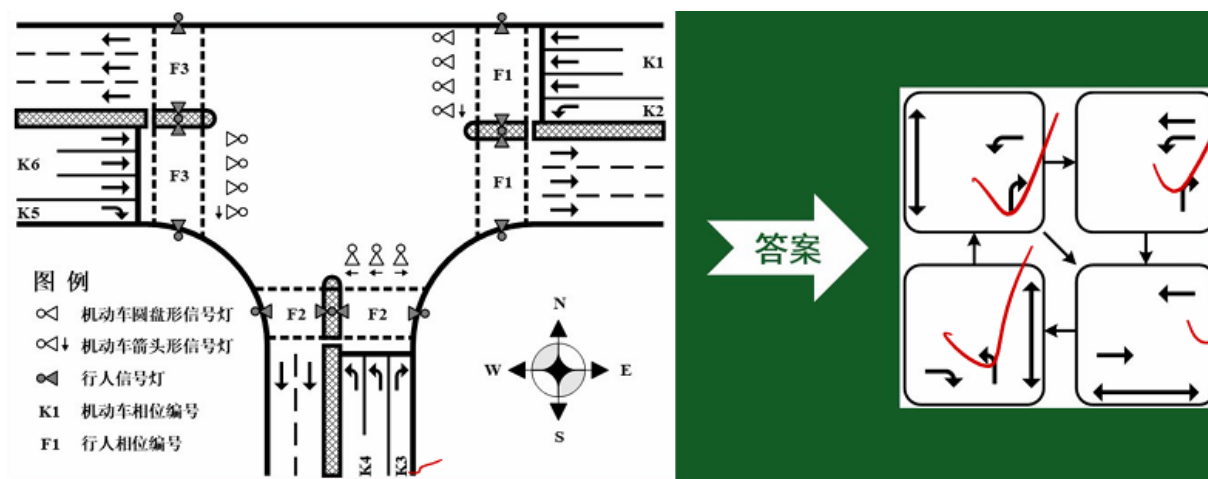 K1
F3
F1
K2
K6
F3
F1
K5
图 例
F2
F2
机动车圆盘形信号灯
机动车箭头形信号灯
行人信号灯
K1 机动车相位编号
F1 行人相位编号
N
W
E
S
K4
K3
答案